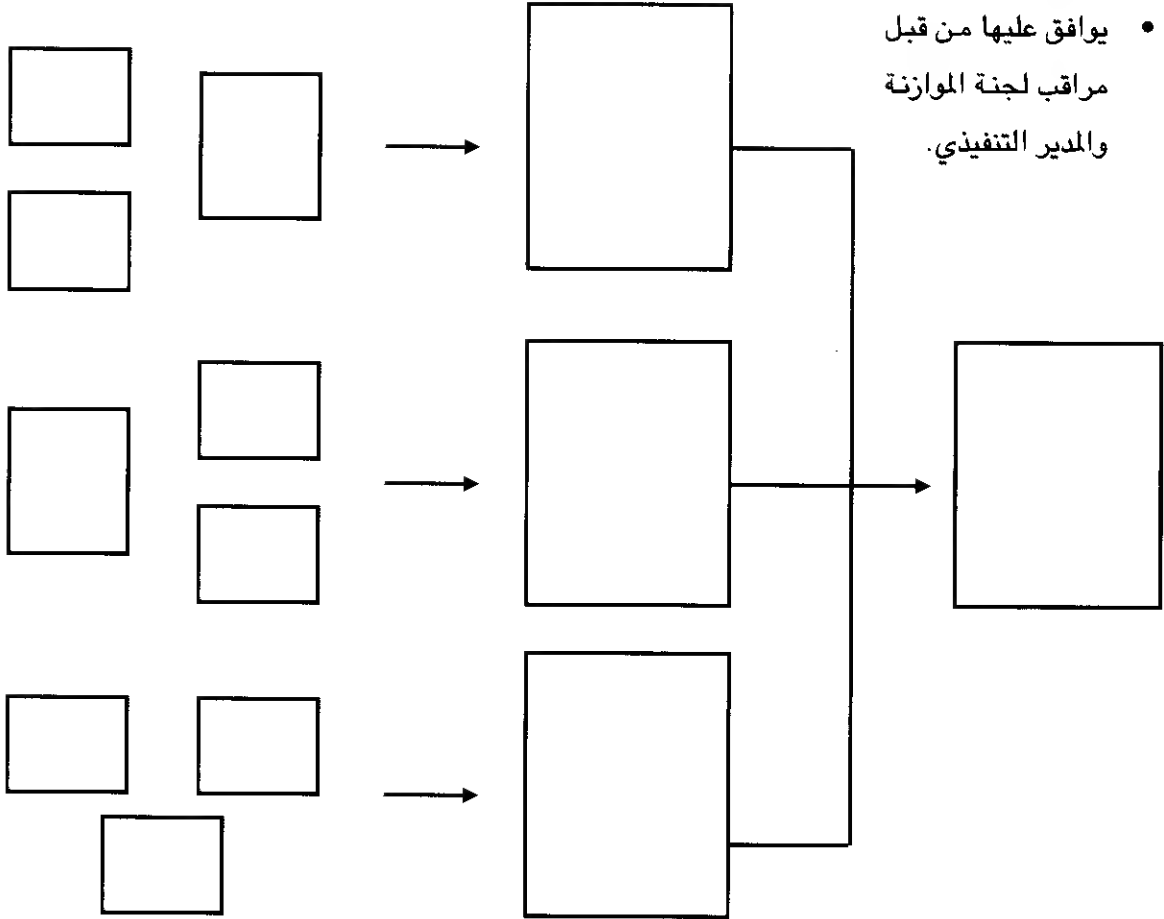 • يوافق عليها من قبل
مراقب لجنة الموازنة
والمدير التنفيذي.